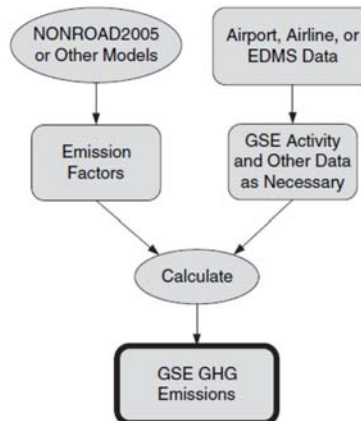 NONROAD2005
or Other Models
Airport, Airline, or
EDMS Data
Emission
Factors
GSE Activity
and Other Data
as Necessary
Calculate
GSE GHG
Emissions